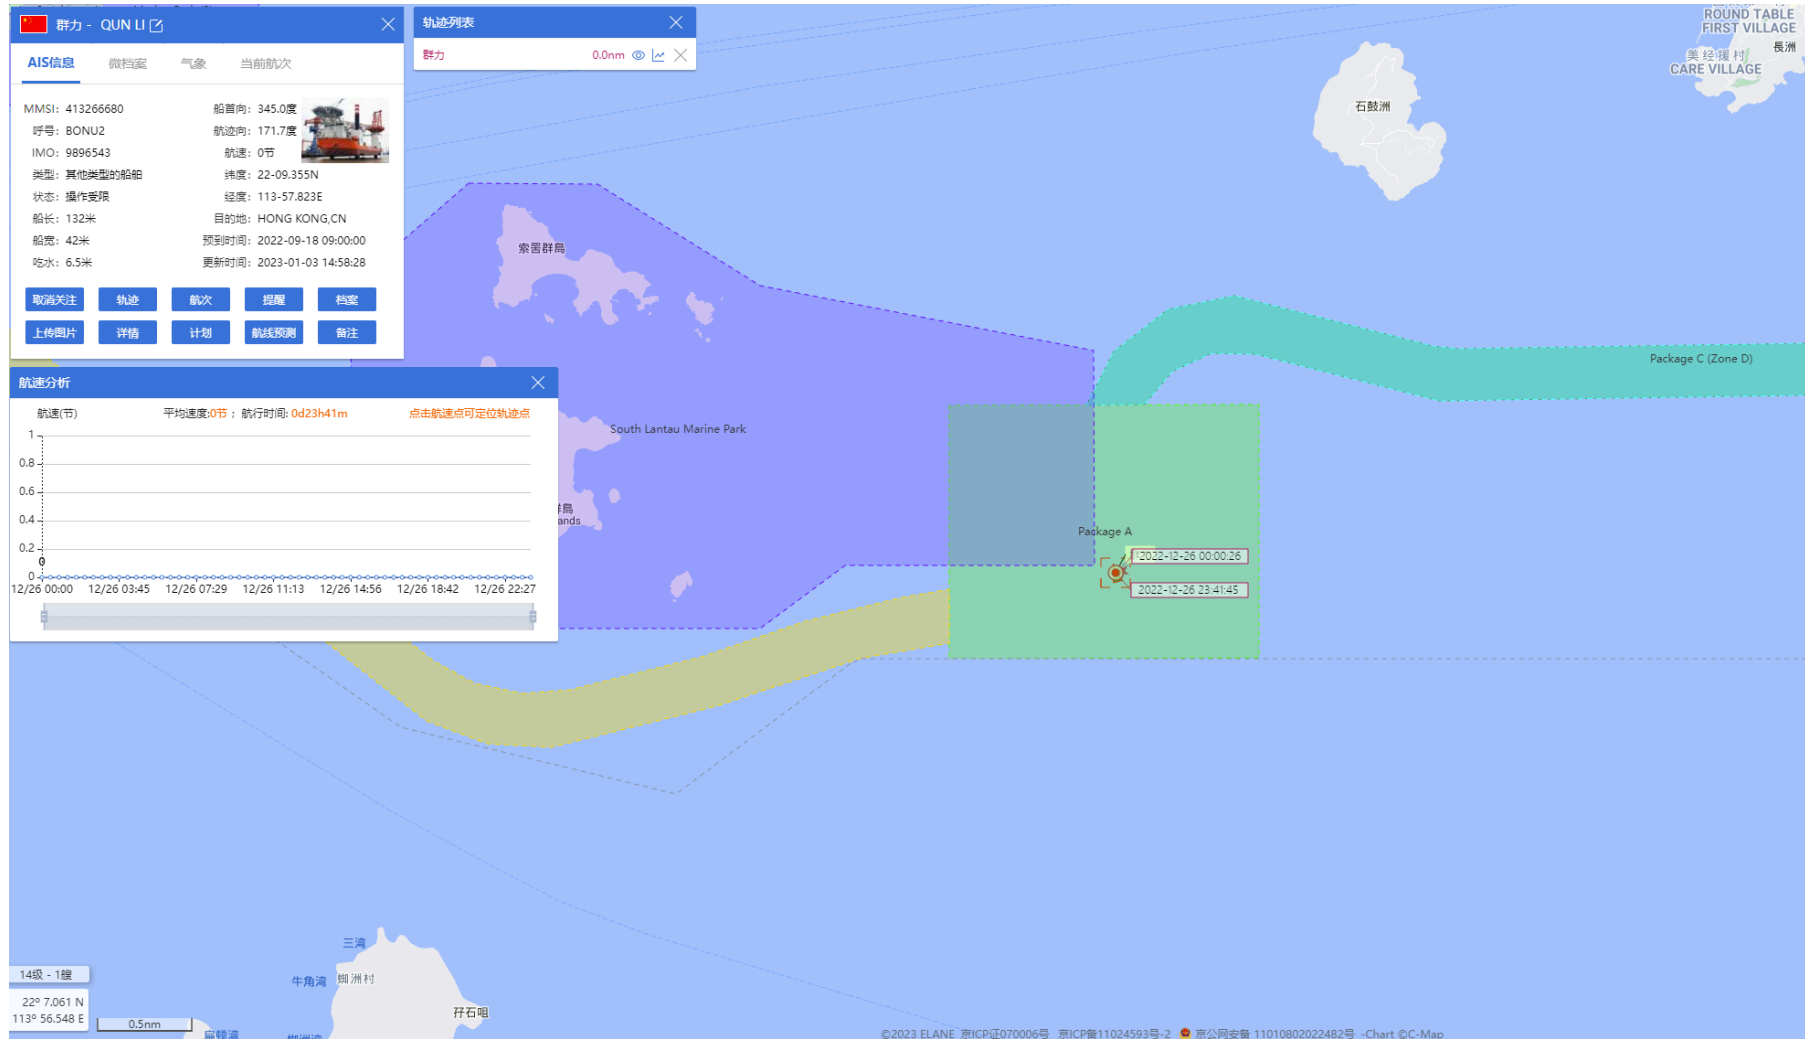 群力 - QUN LI
AIS信息 微档案 气象 当前航次
MMSI: 413266680 船首向: 345.0度
呼号: BONU2 航迹向: 171.7度
IMO: 9896543 航速: 0节
类型: 其他类型的船舶 纬度: 22-09.355N
状态: 操作受限 经度: 113-57.823E
船长: 132米 目的地: HONG KONG,CN
船宽: 42米 预到时间: 2022-09-18 09:00:00
吃水: 6.5米 更新时间: 2023-01-03 14:58:28
取消关注 轨迹 航次 提醒 档案
上传图片 详情 计划 航线预测 备注
轨迹列表
群力 0.0nm
航速分析
航速(节) 平均速度:0节 ; 航行时间: 0d23h41m 点击航速点可定位轨迹点
1
0.8
0.6
0.4
0.2
0
0
12/26 00:00 12/26 03:45 12/26 07:29 12/26 11:13 12/26 14:56 12/26 18:42 12/26 22:27
ROUND TABLE
FIRST VILLAGE
長洲
美经援村
CARE VILLAGE
石鼓洲
索罟群島
South Lantau Marine Park
島
ands
Package C (Zone D)
Package A
2022-12-26 00:00:26
2022-12-26 23:41:45
三湾
牛角湾
蜘洲村
孖石咀
14级 - 1艘
22º 7.061 N
113º 56.548 E
0.5nm
©2023 ELANE 京ICP证070006号 京ICP备11024593号-2 京公网安备 11010802022482号 -Chart ©C-Map